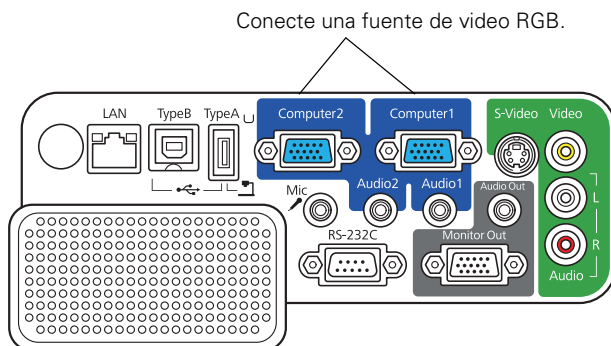 Conecte una fuente de video RGB.
LAN
TypeB
TypeA
Computer2
Computer1
S-Video
Video
Mic
Audio2
Audio1
Audio Out
L
RS-232C
Monitor Out
R
Audio